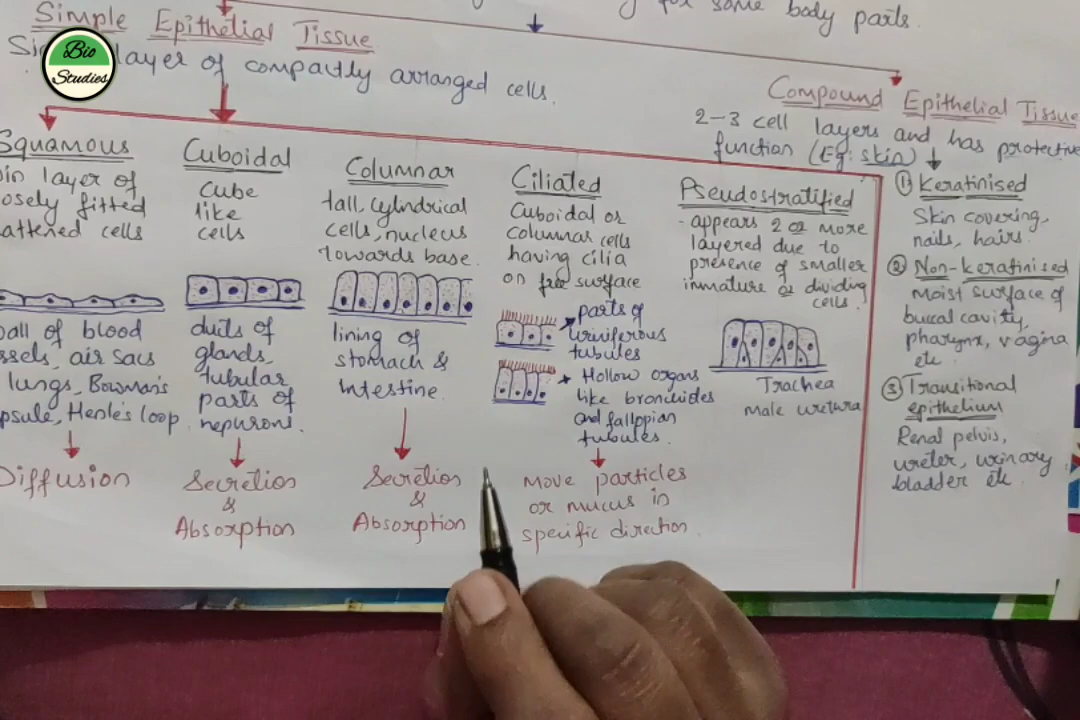 for some body parts.
Simple Epithelial Tissue
layer of compactly arranged cells.
Bio
Studies
Compound Epithelial Tissue
2-3 cell layers and has protective
function (Eg: skin)
Squamous
layer of
fitted
cells
ball of blood
air sacs
lungs, Bowman's
Henle's loop
Diffusion
Cuboidal
Cube
like
cells
duits of
glands,
tubular
parts of
nephrons.
Secretion
&
Absorption
Columnar
tall, cylindrical
cells, nucleus
towards base.
lining of
stomach &
Intestine.
Secretion
&
Absorption
Ciliated
Cuboidal or
columnar cells
having cilia
on free surface
parts of
uriniferous
tubules
Hollow organs
like bronchioles
and fallopian
tubules.
Move particles
or mucus in
specific direction.
Pseudostratified
- appears 2 or more
layered due to
presence of smaller
immature or dividing
cells.
Trachea
male uretura
① Keratinised
Skin covering,
nails, hairs.
② Non-keratinised
Moist surface of
buccal cavity,
pharynx, vagina
etc
③ Transitional
epithelium
Renal pelvis,
ureter, urinary
bladder etc.